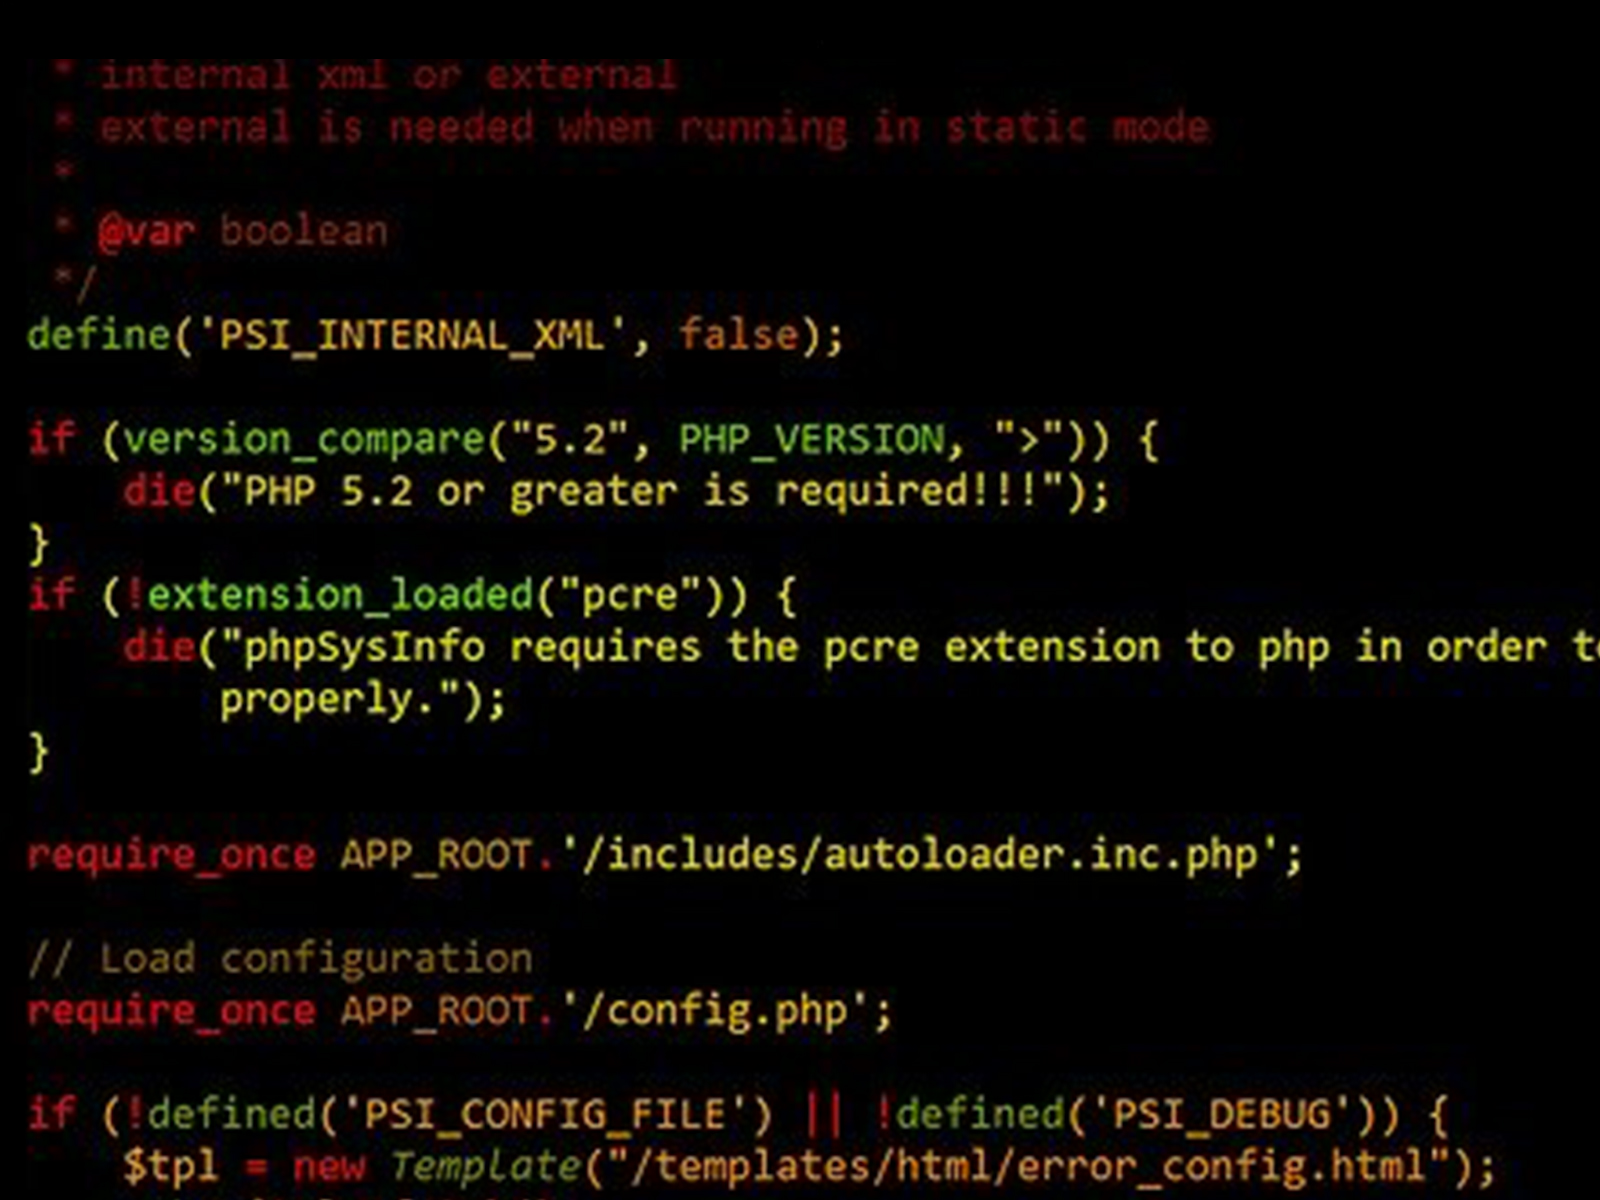 * internal xml or external
* external is needed when running in static mode
*
* @var boolean
*/
define('PSI_INTERNAL_XML', false);
if (version_compare("5.2", PHP_VERSION, ">")) {
die("PHP 5.2 or greater is required!!!");
}
if (!extension_loaded("pcre")) {
die("phpSysInfo requires the pcre extension to php in order
properly.");
}
require_once APP_ROOT.'/includes/autoloader.inc.php';
// Load configuration
require_once APP_ROOT.'/config.php';
if (!defined('PSI_CONFIG_FILE') || !defined('PSI_DEBUG')) {
$tpl = new Template("/templates/html/error_config.html");